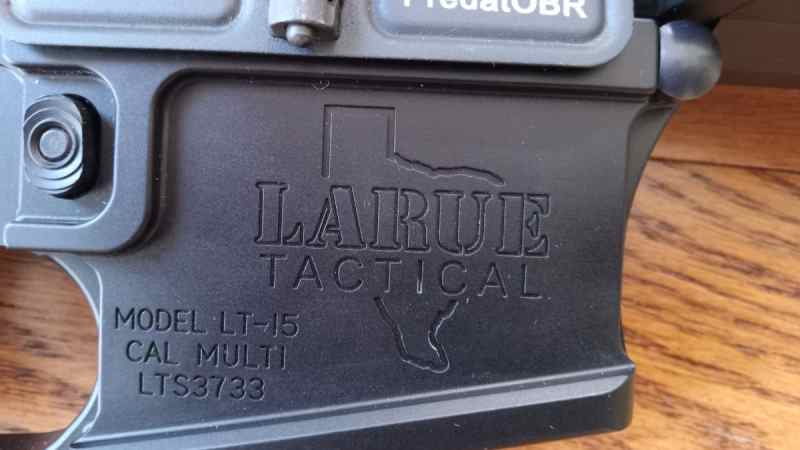 PredatOBR
LARUE
TACTICAL
MODEL LT-15
CAL MULTI
LTS3733